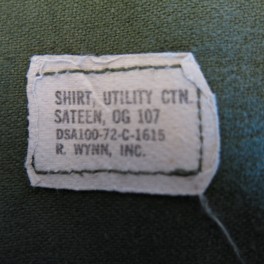 SHIRT, UTILITY CTN.
SATEEN, OG 107
DSA100-72-C-1615
R. WYNN, INC.